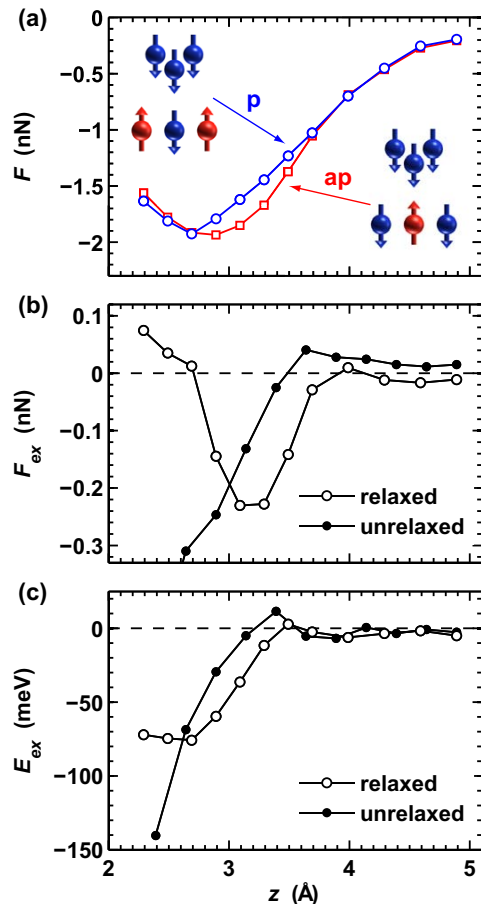 (a)
0
−0.5
−1
−1.5
−2
F (nN)
p
ap
(b)
0.1
0
−0.1
−0.2
−0.3
F_ex (nN)
relaxed
unrelaxed
(c)
0
−50
−100
−150
E_ex (meV)
relaxed
unrelaxed
2 3 4 5
z (Å)